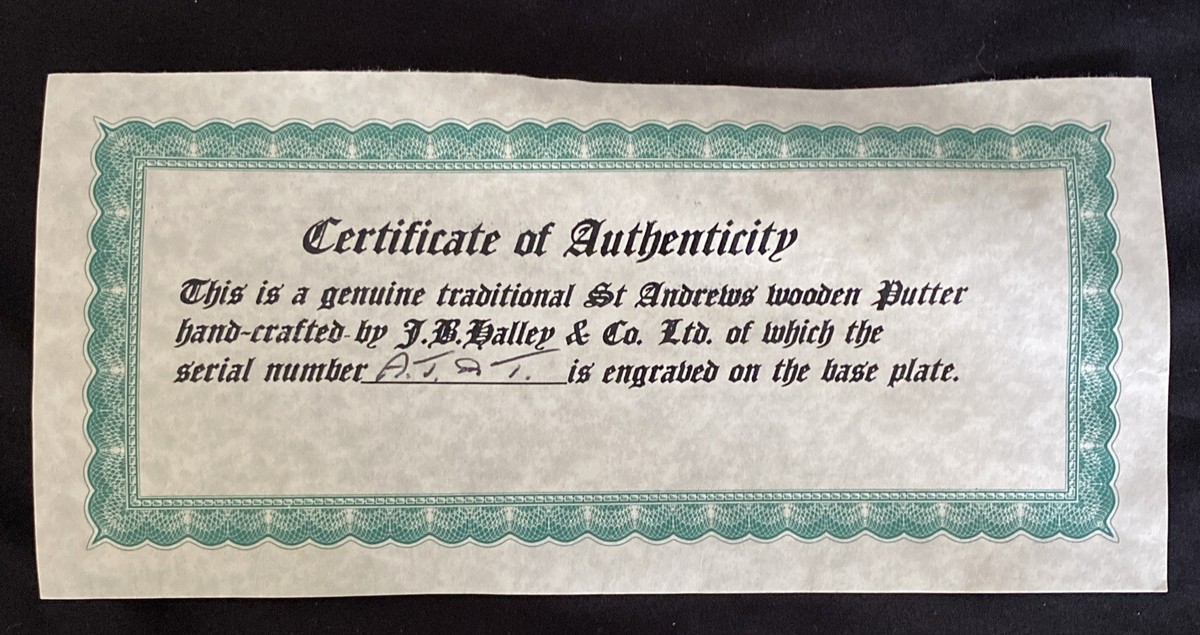 Certificate of Authenticity
This is a genuine traditional St Andrews wooden Putter
hand-crafted by J.B.Halley & Co. Ltd. of which the
serial number A.T. & T. is engraved on the base plate.